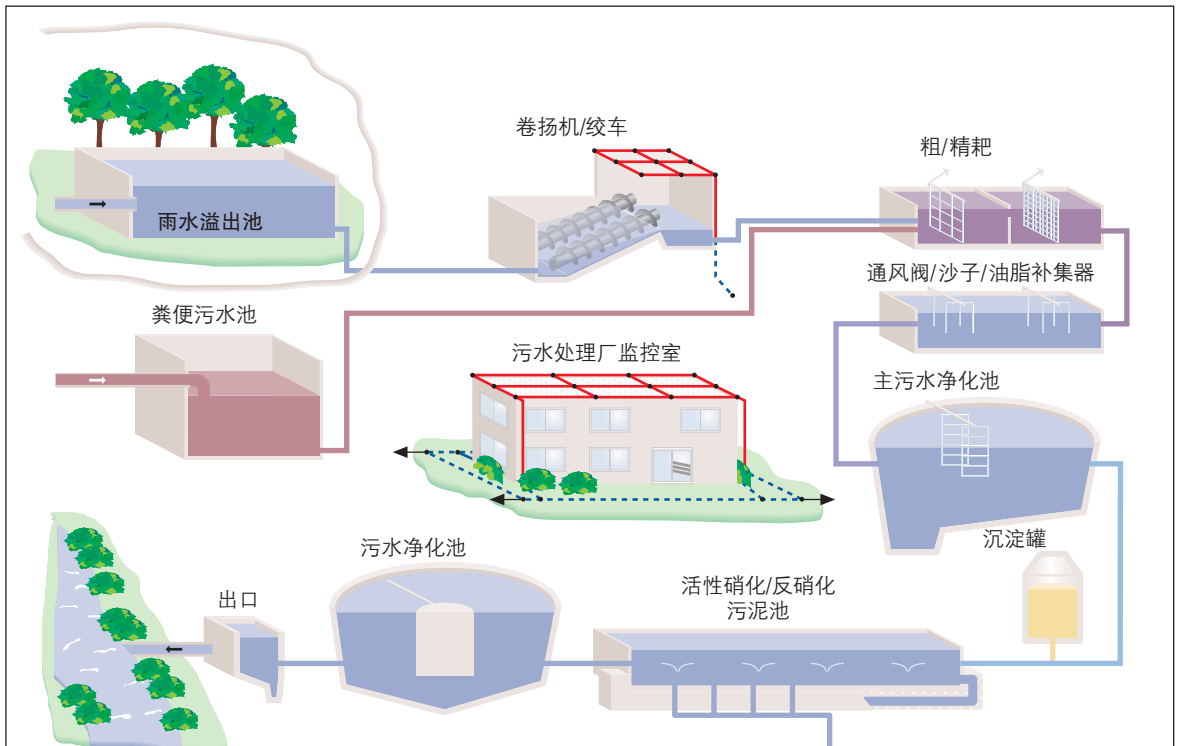 卷扬机/绞车
粗/精耙
雨水溢出池
通风阀/沙子/油脂补集器
粪便污水池
污水处理厂监控室
主污水净化池
沉淀罐
污水净化池
活性硝化/反硝化
污泥池
出口